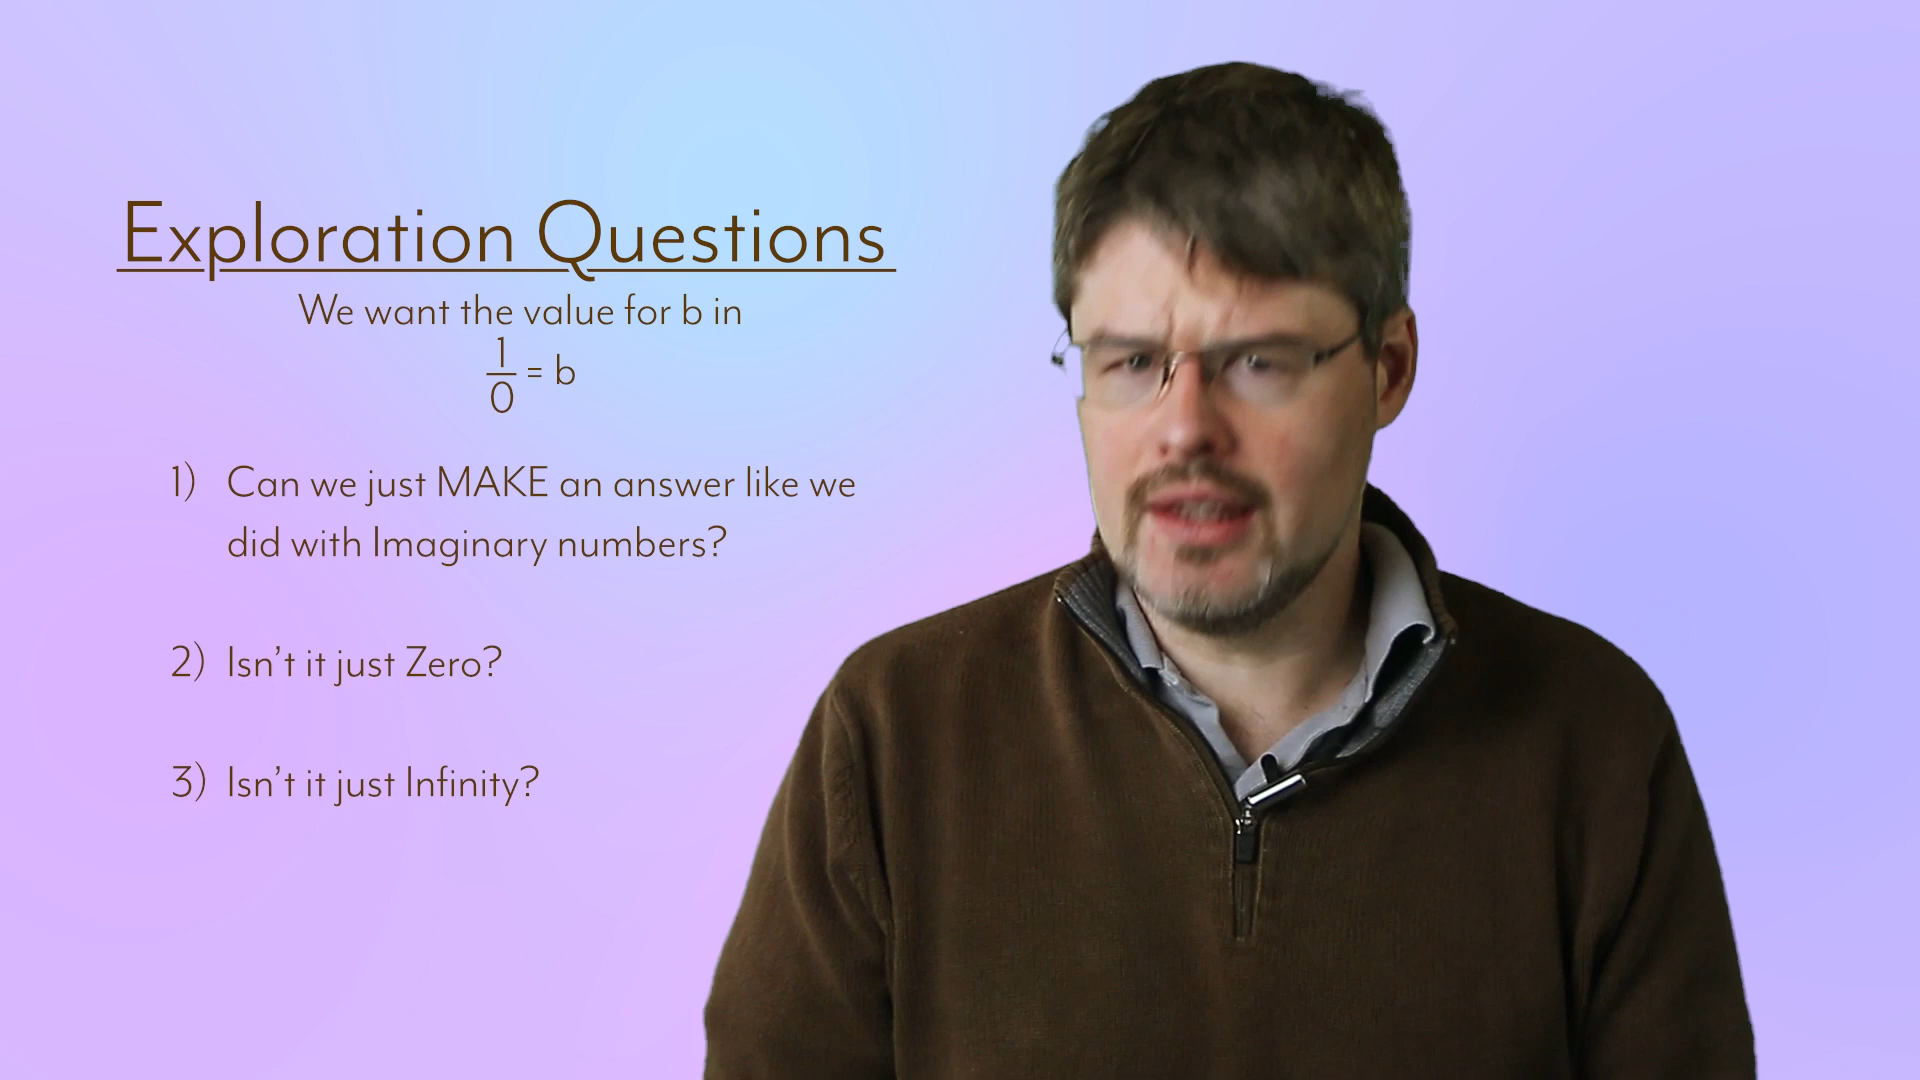 Exploration Questions
We want the value for b in
1
0 = b
1) Can we just MAKE an answer like we
did with Imaginary numbers?
2) Isn't it just Zero?
3) Isn't it just Infinity?